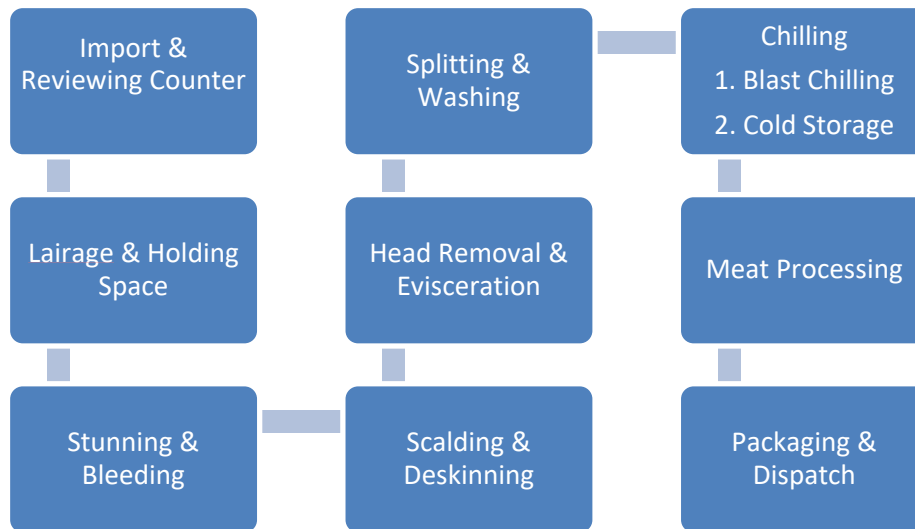 Import &
Reviewing Counter
Lairage & Holding
Space
Stunning &
Bleeding
Scalding &
Deskinning
Head Removal &
Evisceration
Splitting &
Washing
Chilling
1. Blast Chilling
2. Cold Storage
Meat Processing
Packaging &
Dispatch